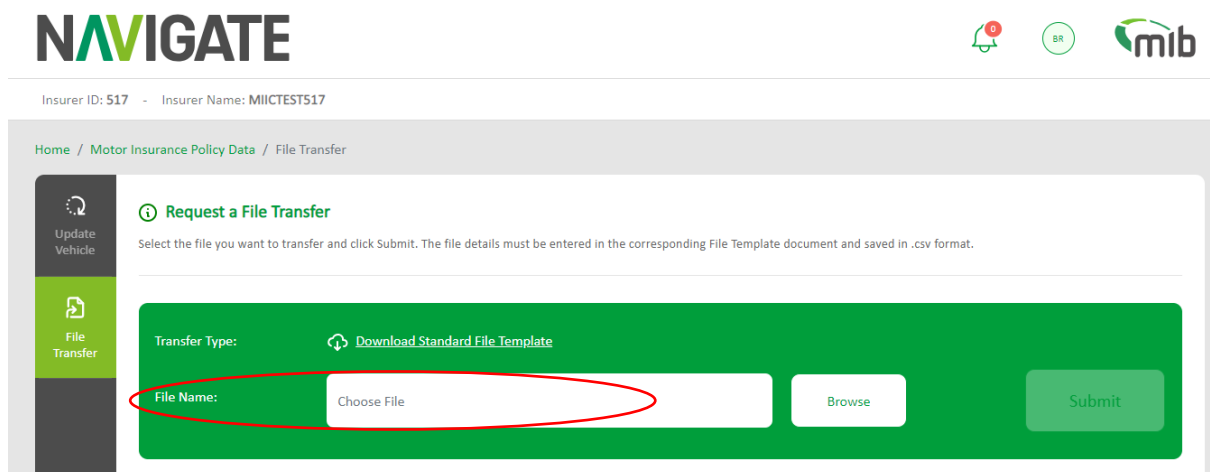 NAVIGATE
0
BR
mib
Insurer ID: 517 - Insurer Name: MIICTEST517
Home / Motor Insurance Policy Data / File Transfer
Update
Vehicle
Request a File Transfer
Select the file you want to transfer and click Submit. The file details must be entered in the corresponding File Template document and saved in .csv format.
File
Transfer
Transfer Type:
Download Standard File Template
File Name:
Choose File
Browse
Submit